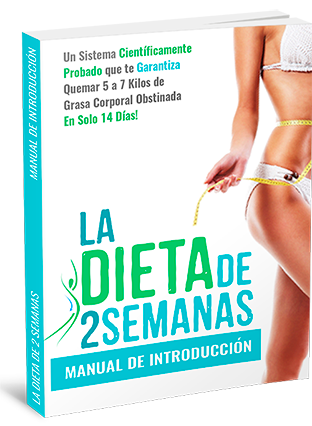 Un Sistema Científicamente
Probado que te Garantiza
Quemar 5 a 7 Kilos de
Grasa Corporal Obstinada
En Solo 14 Días!
LA
DIETA DE
2 SEMANAS
MANUAL DE INTRODUCCIÓN
MANUAL DE INTRODUCCIÓN
LA DIETA DE 2 SEMANAS